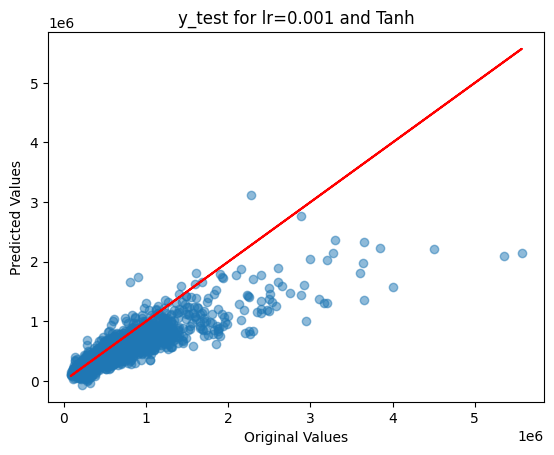 y_test for lr=0.001 and Tanh
1e6
5
4
3
2
1
0
Predicted Values
0 1 2 3 4 5
1e6
Original Values